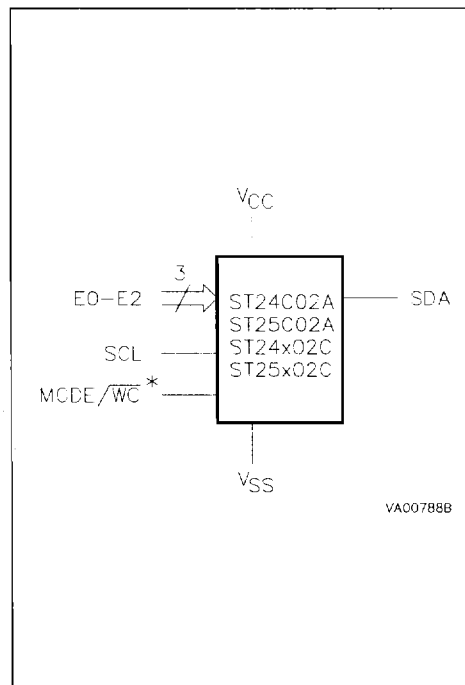 VCC
3
E0-E2
ST24C02A
SDA
ST25C02A
SCL
ST24x02C
ST25x02C
MODE/WC*
VSS
VA00788B